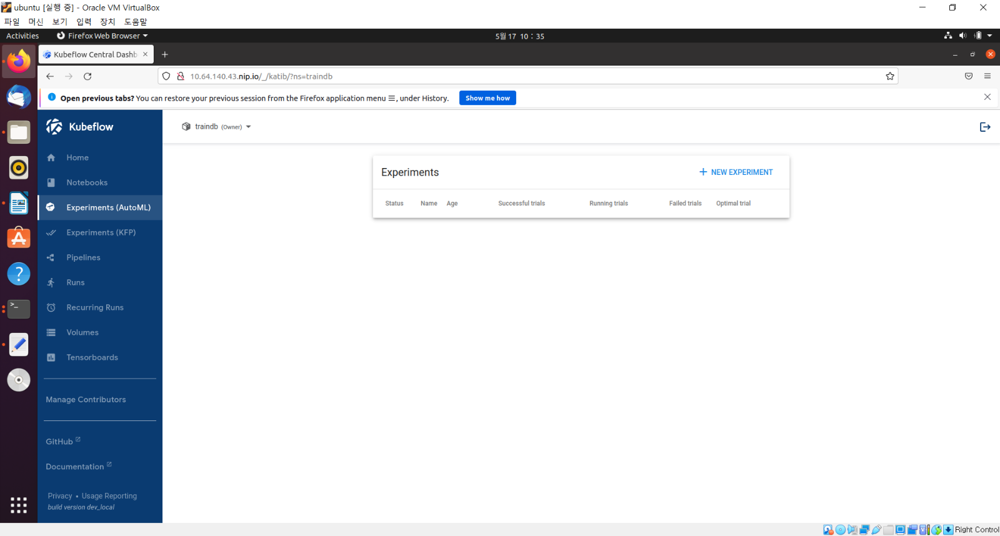 ubuntu [실행 중] - Oracle VM VirtualBox
파일 머신 보기 입력 장치 도움말
Activities Firefox Web Browser 5월 17 10 : 35
Kubeflow Central Dashb
10.64.140.43.nip.io/_/katib/?ns=traindb
Open previous tabs? You can restore your previous session from the Firefox application menu ☰, under History. Show me how
Kubeflow
traindb (Owner)
Home
Notebooks
Experiments (AutoML)
Experiments (KFP)
Pipelines
Runs
Recurring Runs
Volumes
Tensorboards
Manage Contributors
GitHub
Documentation
Privacy • Usage Reporting
build version dev_local
Experiments + NEW EXPERIMENT
Status Name Age Successful trials Running trials Failed trials Optimal trial
Right Control